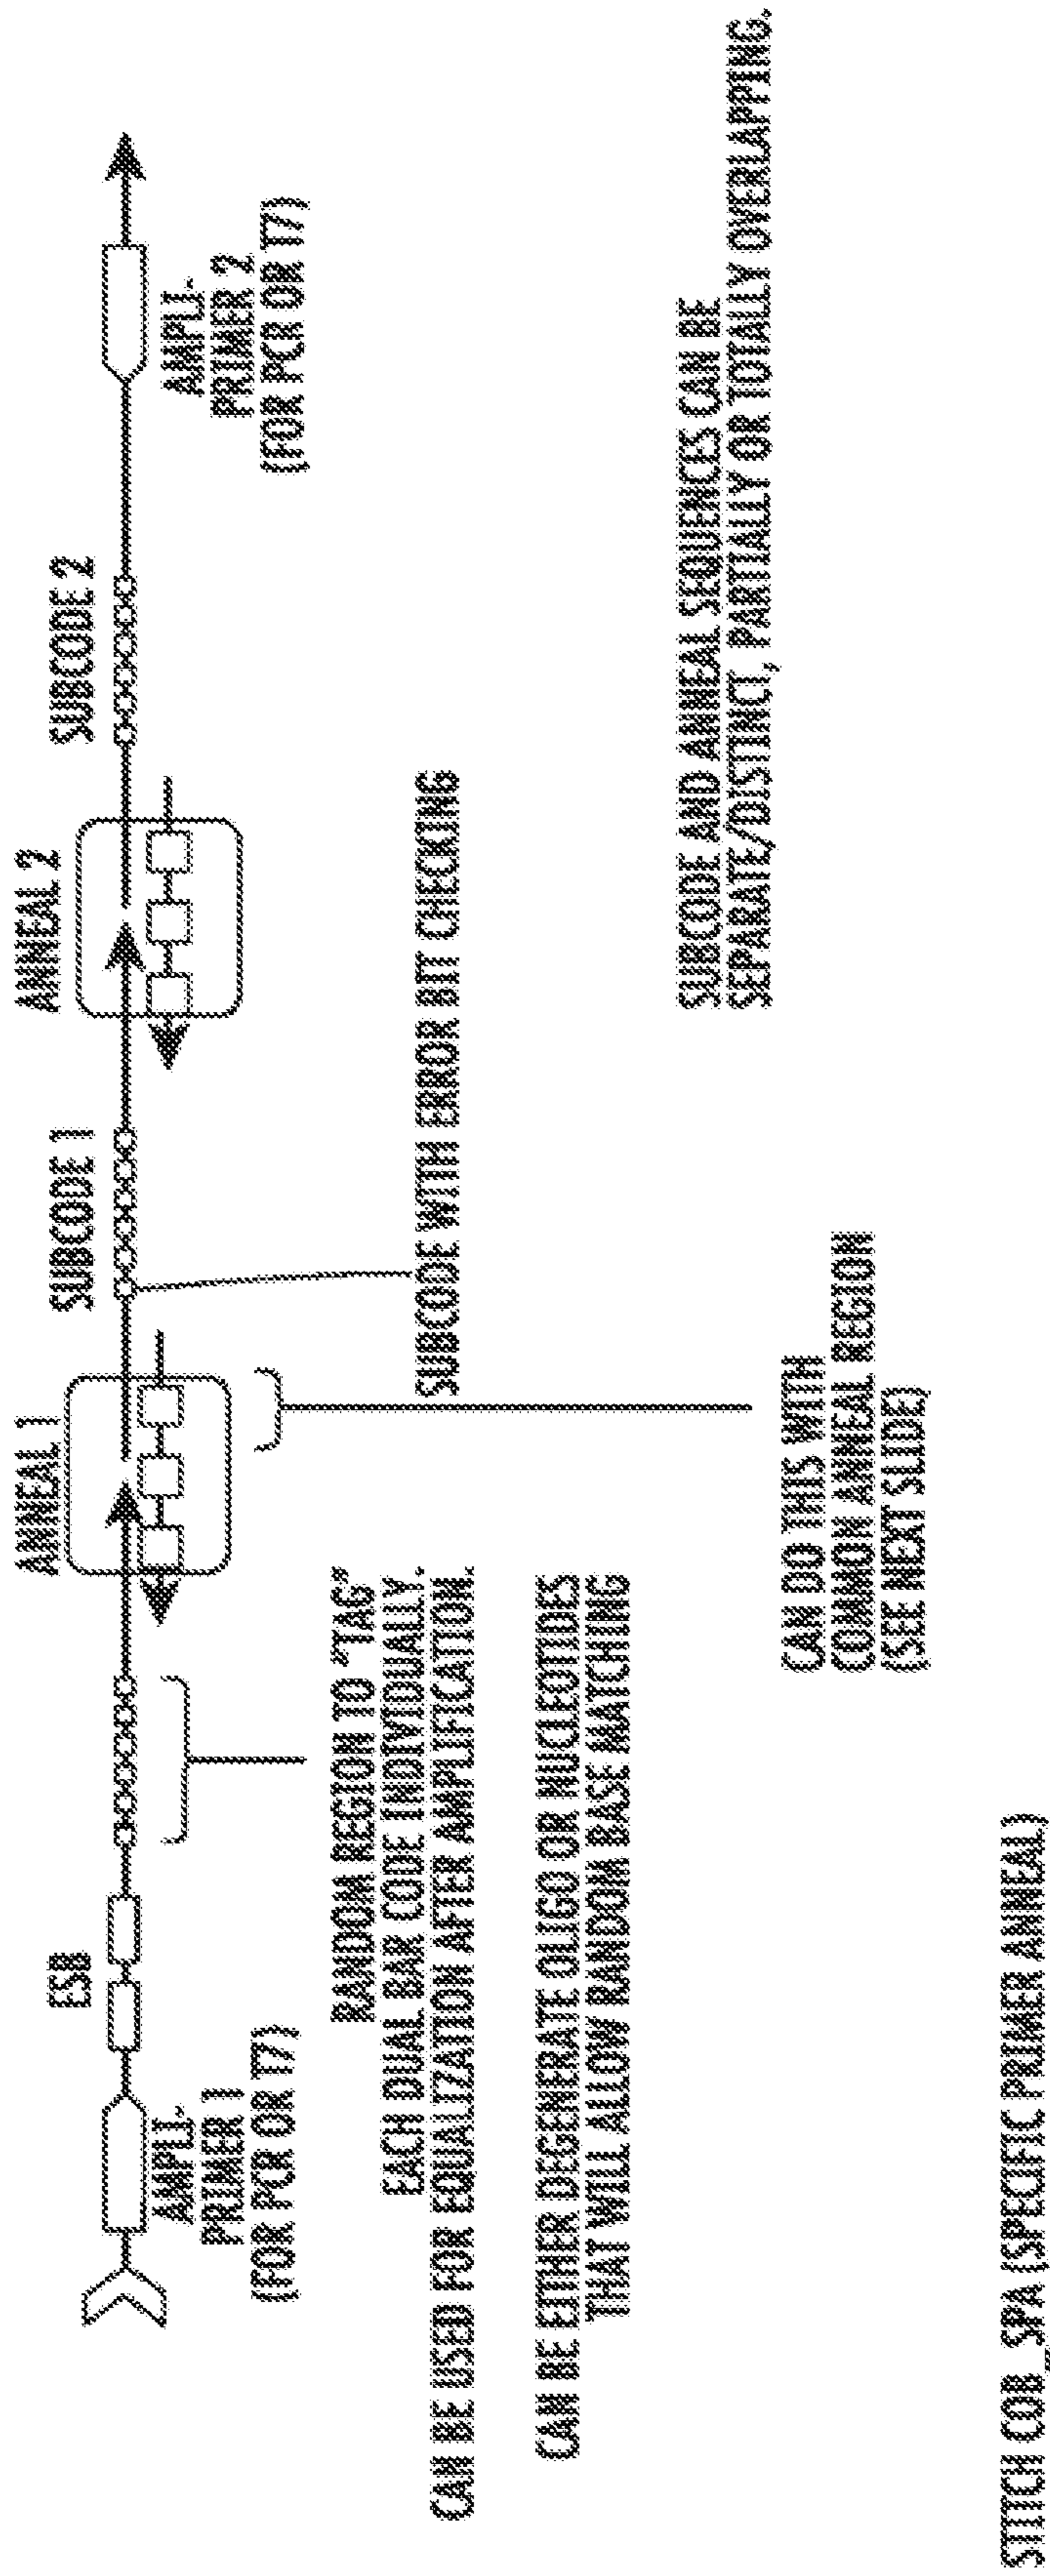 ANNEAL 1
ANNEAL 2
ESB
SUBCODE 1
SUBCODE 2
AMPLI-
PRIMER 1
(FOR PCR OR T7)
AMPLI-
PRIMER 2
(FOR PCR OR T7)
RANDOM REGION TO "TAG"
EACH DUAL BAR CODE INDIVIDUALLY.
CAN BE USED FOR EQUALIZATION AFTER AMPLIFICATION.
SUBCODE WITH ERROR BIT CHECKING
CAN BE EITHER DEGENERATE OLIGO OR NUCLEOTIDES
THAT WILL ALLOW RANDOM BASE MATCHING
SUBCODE AND ANNEAL SEQUENCES CAN BE
SEPARATE/DISTINCT, PARTIALLY OR TOTALLY OVERLAPPING.
CAN DO THIS WITH
COMMON ANNEAL REGION
(SEE NEXT SLIDE)
STITCH COB_SPA (SPECIFIC PRIMER ANNEAL)